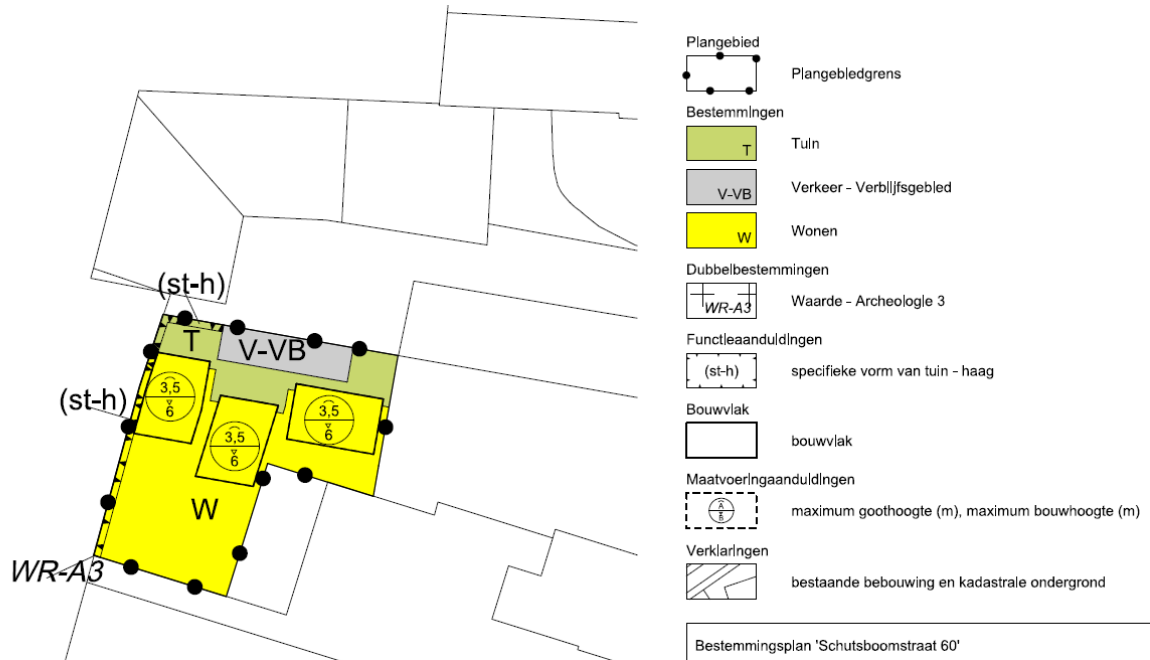 (st-h)
T
V-VB
3,5
6
3,5
6
3,5
6
(st-h)
W
WR-A3
Plangebied
Plangebiedgrens
Bestemmingen
T
Tuin
V-VB
Verkeer - Verblijfsgebied
W
Wonen
Dubbelbestemmingen
WR-A3
Waarde - Archeologie 3
Functieaanduidingen
(st-h)
specifieke vorm van tuin - haag
Bouwvlak
bouwvlak
Maatvoeringaanduidingen
A
B
maximum goothoogte (m), maximum bouwhoogte (m)
Verklaringen
bestaande bebouwing en kadastrale ondergrond
Bestemmingsplan 'Schutsboomstraat 60'